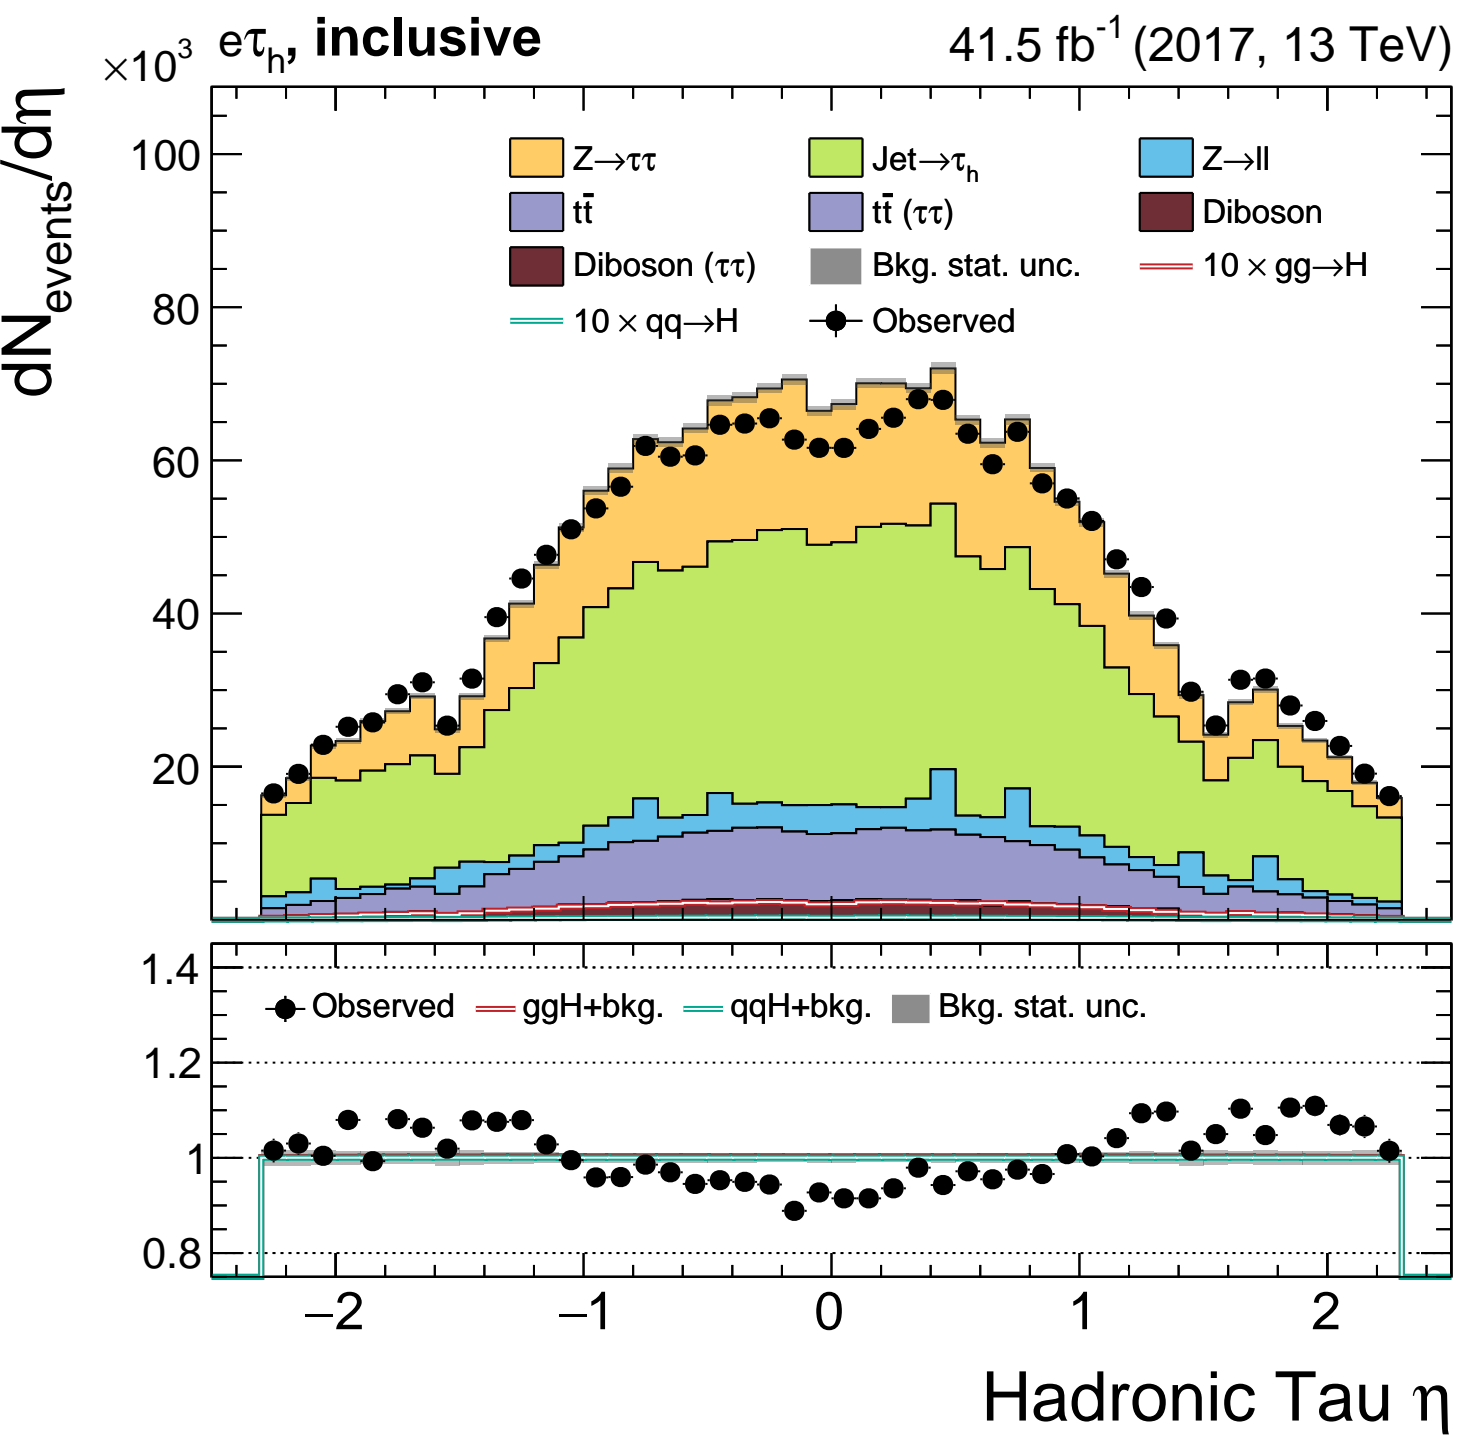 ×10³ eτₕ, inclusive 41.5 fb⁻¹ (2017, 13 TeV)
dN_events/dη
100
80
60
40
20
Z→ττ Jet→τₕ Z→ll
tt̄ tt̄ (ττ) Diboson
Diboson (ττ) Bkg. stat. unc. 10 × gg→H
10 × qq→H Observed
1.4
1.2
1
0.8
Observed ggH+bkg. qqH+bkg. Bkg. stat. unc.
−2 −1 0 1 2
Hadronic Tau η